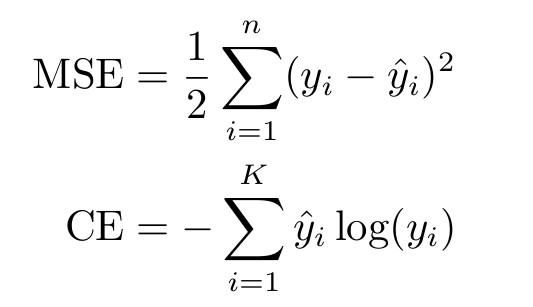 MSE = \frac{1}{2} \sum_{i=1}^{n} (y_i - \hat{y}_i)^2
CE = - \sum_{i=1}^{K} \hat{y}_i \log(y_i)